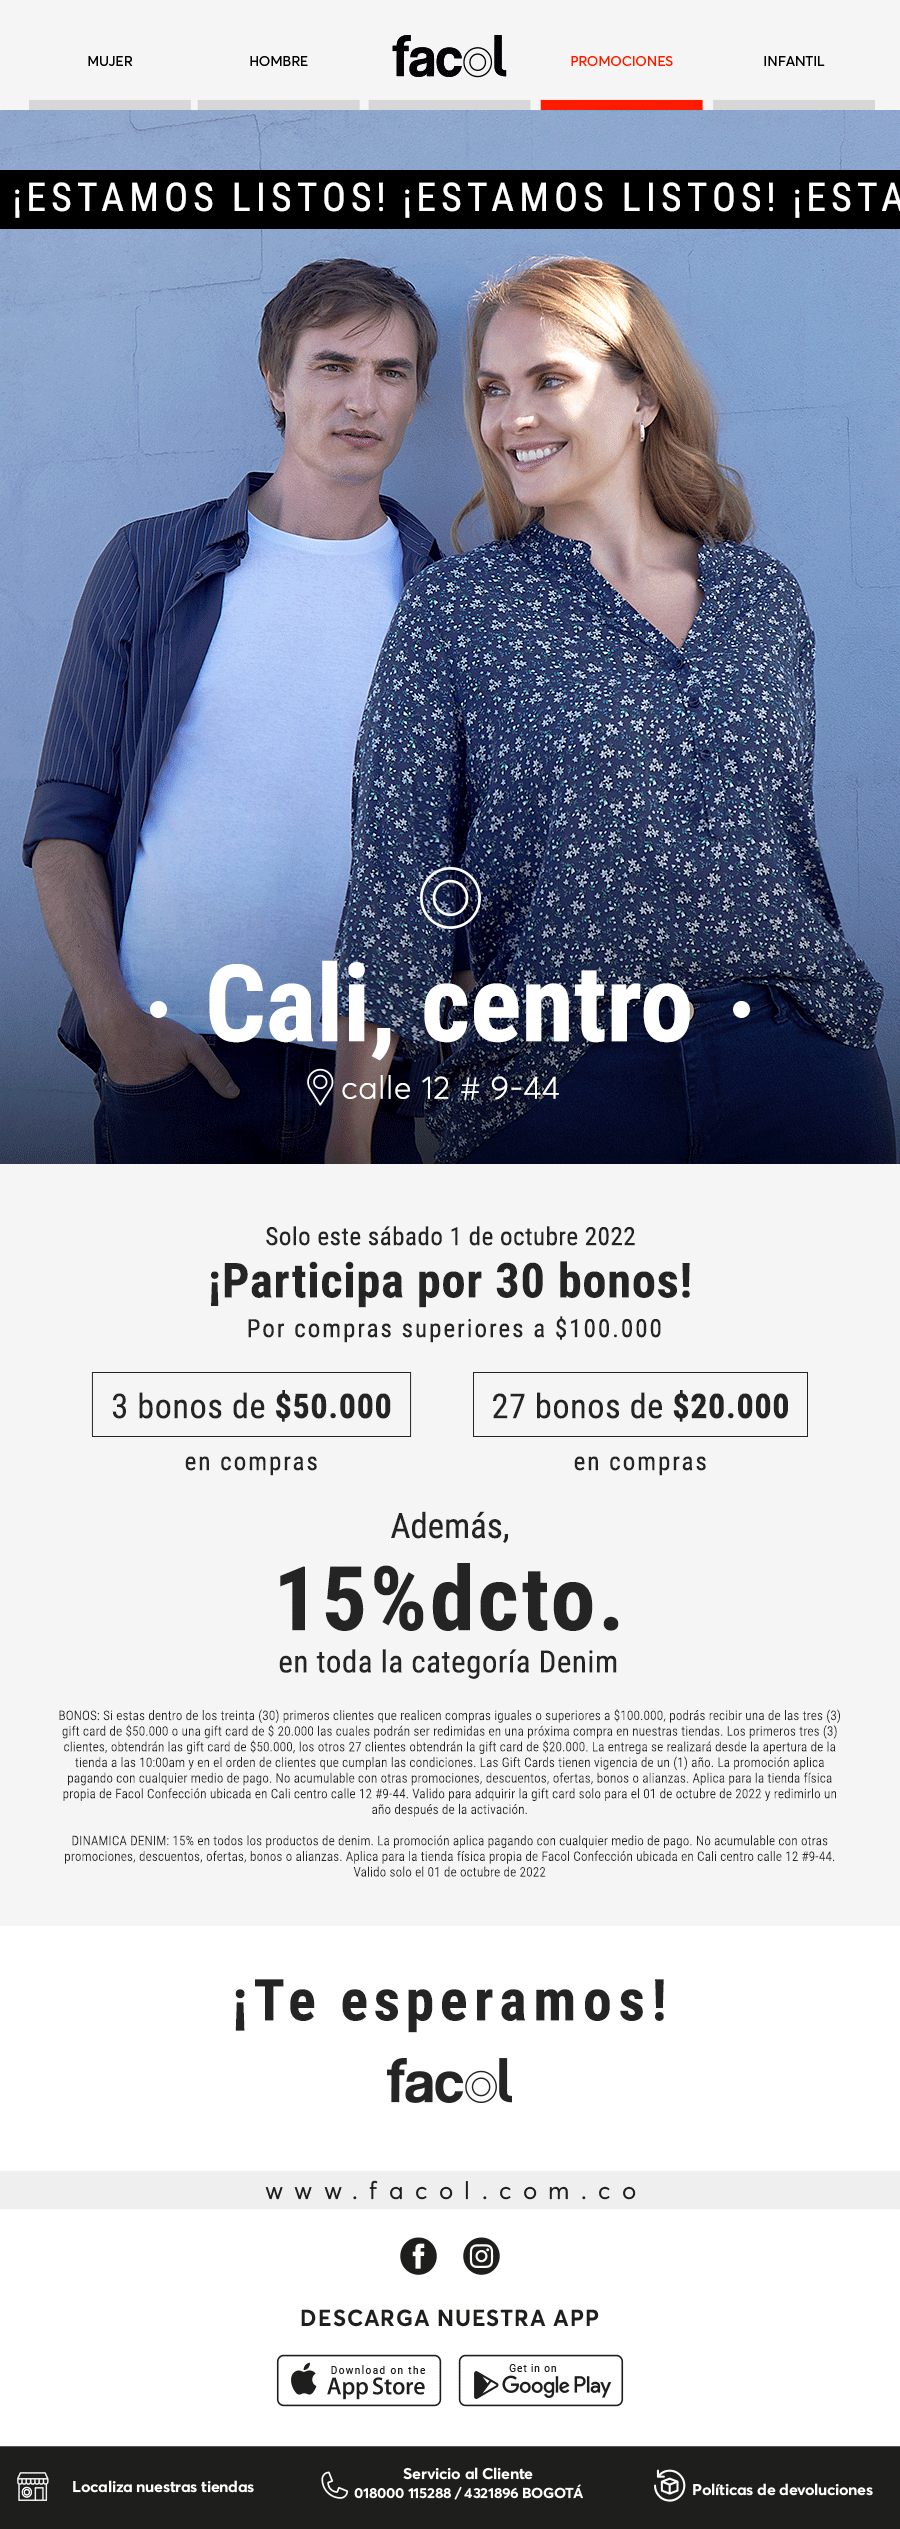 MUJER
HOMBRE
facol
PROMOCIONES
INFANTIL
¡ESTAMOS LISTOS! ¡ESTAMOS LISTOS! ¡ESTA
· Cali, centro ·
calle 12 # 9-44
Solo este sábado 1 de octubre 2022
¡Participa por 30 bonos!
Por compras superiores a $100.000
3 bonos de $50.000
en compras
27 bonos de $20.000
en compras
Además,
15%dcto.
en toda la categoría Denim
BONOS: Si estas dentro de los treinta (30) primeros clientes que realicen compras iguales o superiores a $100.000, podrás recibir una de las tres (3)
gift card de $50.000 o una gift card de $ 20.000 las cuales podrán ser redimidas en una próxima compra en nuestras tiendas. Los primeros tres (3)
clientes, obtendrán las gift card de $50.000, los otros 27 clientes obtendrán la gift card de $20.000. La entrega se realizará desde la apertura de la
tienda a las 10:00am y en el orden de clientes que cumplan las condiciones. Las Gift Cards tienen vigencia de un (1) año. La promoción aplica
pagando con cualquier medio de pago. No acumulable con otras promociones, descuentos, ofertas, bonos o alianzas. Aplica para la tienda física
propia de Facol Confección ubicada en Cali centro calle 12 #9-44. Valido para adquirir la gift card solo para el 01 de octubre de 2022 y redimirlo un
año después de la activación.
DINAMICA DENIM: 15% en todos los productos de denim. La promoción aplica pagando con cualquier medio de pago. No acumulable con otras
promociones, descuentos, ofertas, bonos o alianzas. Aplica para la tienda física propia de Facol Confección ubicada en Cali centro calle 12 #9-44.
Valido solo el 01 de octubre de 2022
¡Te esperamos!
facol
www.facol.com.co
DESCARGA NUESTRA APP
Download on the
App Store
Get in on
Google Play
Localiza nuestras tiendas
Servicio al Cliente
018000 115288 / 4321896 BOGOTÁ
Políticas de devoluciones